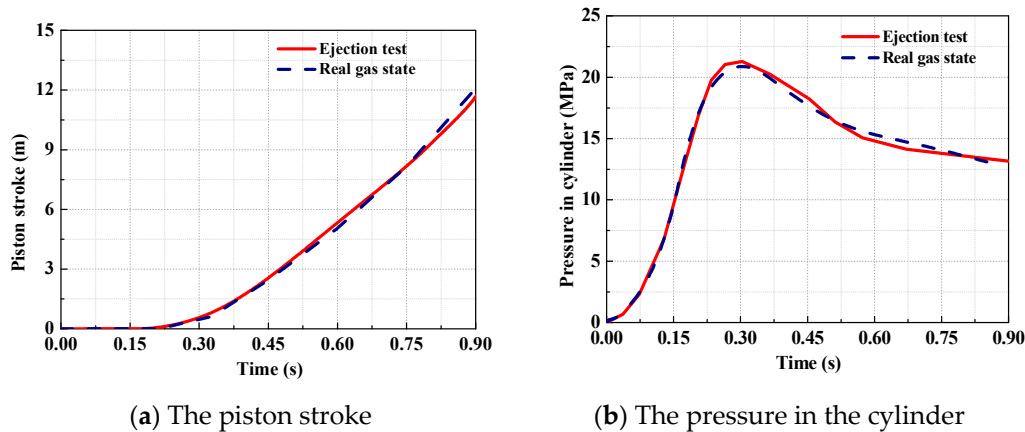 15
12
9
6
3
0
Piston stroke (m)
Ejection test
Real gas state
0.00 0.15 0.30 0.45 0.60 0.75 0.90
Time (s)
(a) The piston stroke
25
20
15
10
5
0
Pressure in cylinder (MPa)
Ejection test
Real gas state
0.00 0.15 0.30 0.45 0.60 0.75 0.90
Time (s)
(b) The pressure in the cylinder